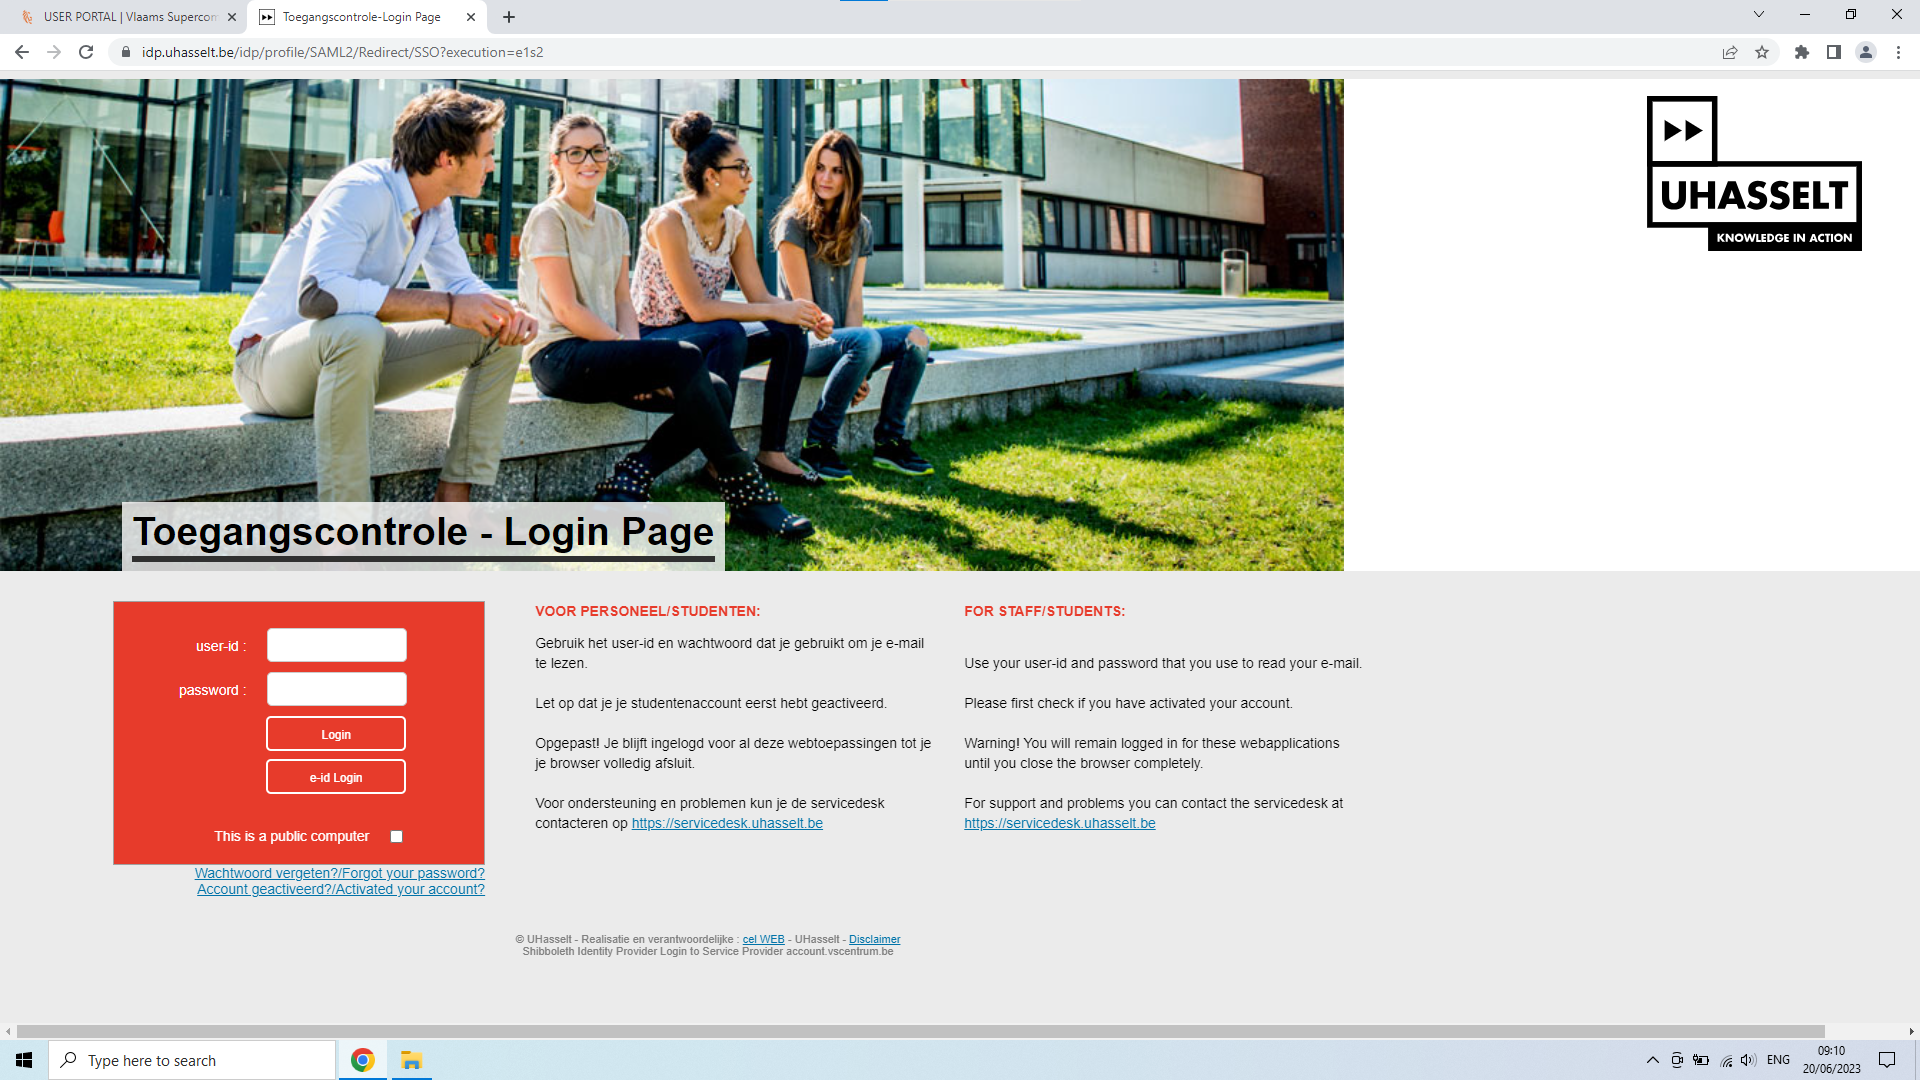 USER PORTAL | Vlaams Supercom
Toegangscontrole-Login Page
idp.uhasselt.be/idp/profile/SAML2/Redirect/SSO?execution=e1s2
UHASSELT
KNOWLEDGE IN ACTION
Toegangscontrole - Login Page
user-id :
password :
Login
e-id Login
This is a public computer
Wachtwoord vergeten?/Forgot your password?
Account geactiveerd?/Activated your account?
VOOR PERSONEEL/STUDENTEN:
Gebruik het user-id en wachtwoord dat je gebruikt om je e-mail
te lezen.
Let op dat je je studentenaccount eerst hebt geactiveerd.
Opgepast! Je blijft ingelogd voor al deze webtoepassingen tot je
je browser volledig afsluit.
Voor ondersteuning en problemen kun je de servicedesk
contacteren op https://servicedesk.uhasselt.be
FOR STAFF/STUDENTS:
Use your user-id and password that you use to read your e-mail.
Please first check if you have activated your account.
Warning! You will remain logged in for these webapplications
until you close the browser completely.
For support and problems you can contact the servicedesk at
https://servicedesk.uhasselt.be
© UHasselt - Realisatie en verantwoordelijke : cel WEB - UHasselt - Disclaimer
Shibboleth Identity Provider Login to Service Provider account.vscentrum.be
Type here to search
ENG
09:10
20/06/2023